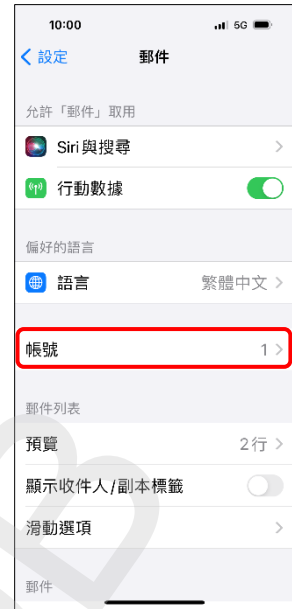 10:00 5G
設定 郵件
允許「郵件」取用
Siri與搜尋
行動數據
偏好的語言
語言 繁體中文
帳號 1
郵件列表
預覽 2行
顯示收件人/副本標籤
滑動選項
郵件